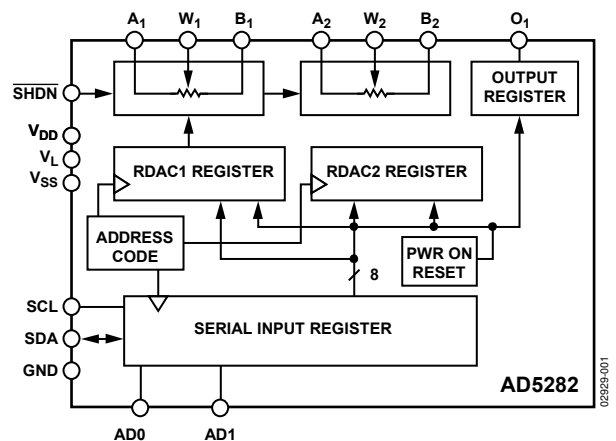 A1 W1 B1 A2 W2 B2 O1
SHDN
OUTPUT
REGISTER
VDD
VL
VSS
RDAC1 REGISTER
RDAC2 REGISTER
ADDRESS
CODE
PWR ON
RESET
8
SCL
SERIAL INPUT REGISTER
SDA
GND
AD5282
AD0 AD1
02929-001